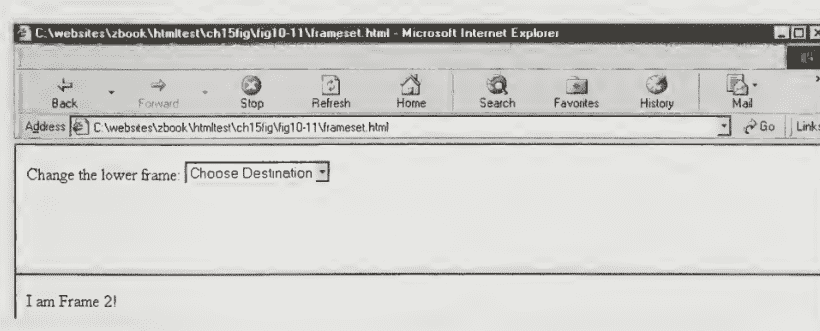 C:\websites\zbook\htmltest\ch15fig\fig10-11\frameset.html - Microsoft Internet Explorer
Back Forward Stop Refresh Home Search Favorites History Mail
Address C:\websites\zbook\htmltest\ch15fig\fig10-11\frameset.html Go Links
Change the lower frame: Choose Destination
I am Frame 2!